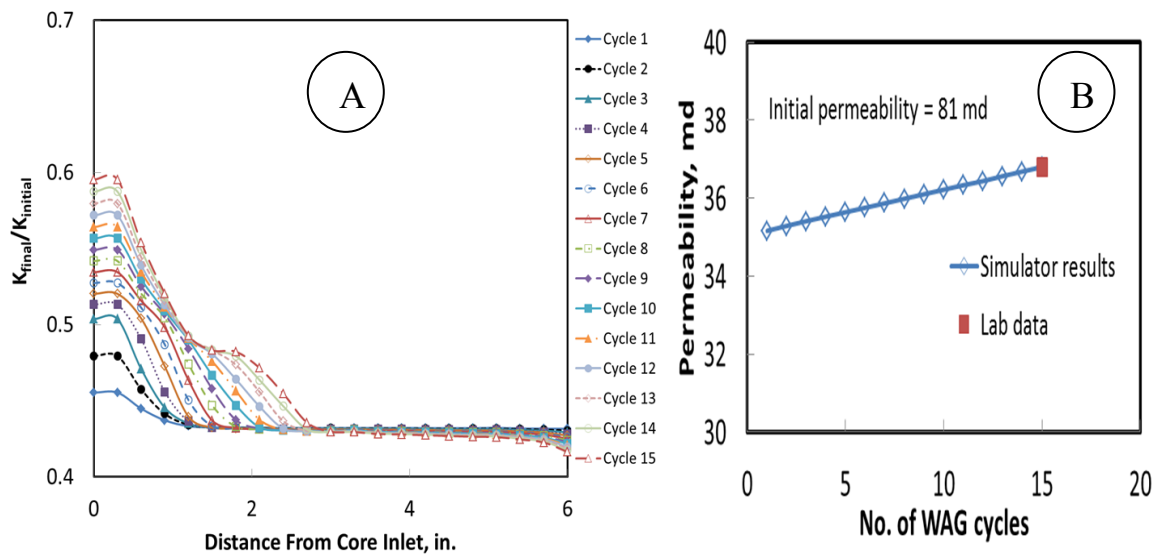 0.7
0.6
0.5
0.4
K_final/K_initial
0
2
4
6
Distance From Core Inlet, in.
A
Cycle 1
Cycle 2
Cycle 3
Cycle 4
Cycle 5
Cycle 6
Cycle 7
Cycle 8
Cycle 9
Cycle 10
Cycle 11
Cycle 12
Cycle 13
Cycle 14
Cycle 15
40
38
36
34
32
30
Permeability, md
Initial permeability = 81 md
B
Simulator results
Lab data
0
5
10
15
20
No. of WAG cycles